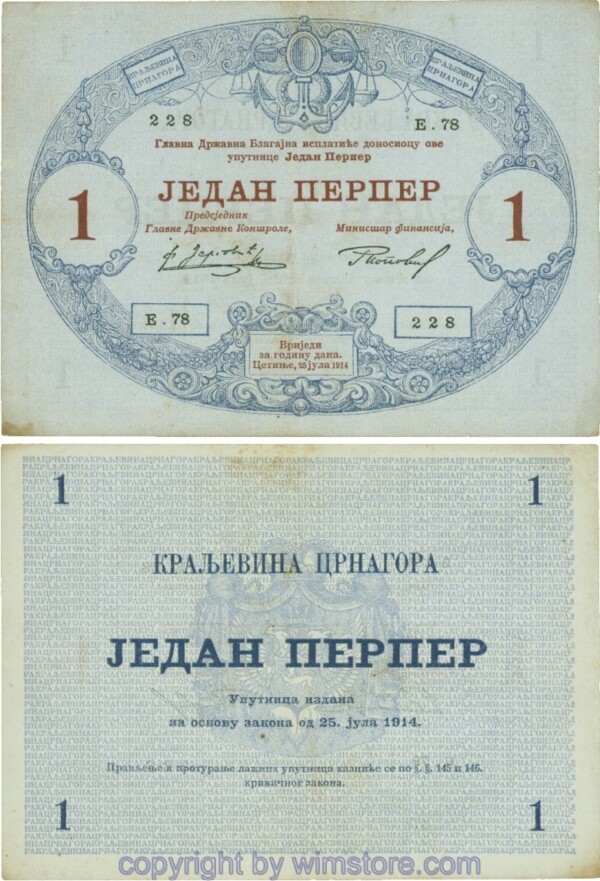 КРАЉЕВИНА
ЦРНАГОРА
КРАЉЕВИНА
ЦРНАГОРА
228
Е.78
Главна Државна Благајна исплатиће доносиоцу ове
упутнице Један Перпер
1
ЈЕДАН ПЕРПЕР
1
Предсједник
Главне Државне Контроле,
Министар финансија,
Е.78
228
Вриједи
за годину дана.
Цетиње, 25 јула 1914
1
1
КРАЉЕВИНА ЦРНАГОРА
ЈЕДАН ПЕРПЕР
Упутница издана
на основу закона од 25. јула 1914.
Прављење и протурање лажних упутница казниће се по §. §. 145 и 146.
кривичног закона.
1
1
copyright by wimstore.com